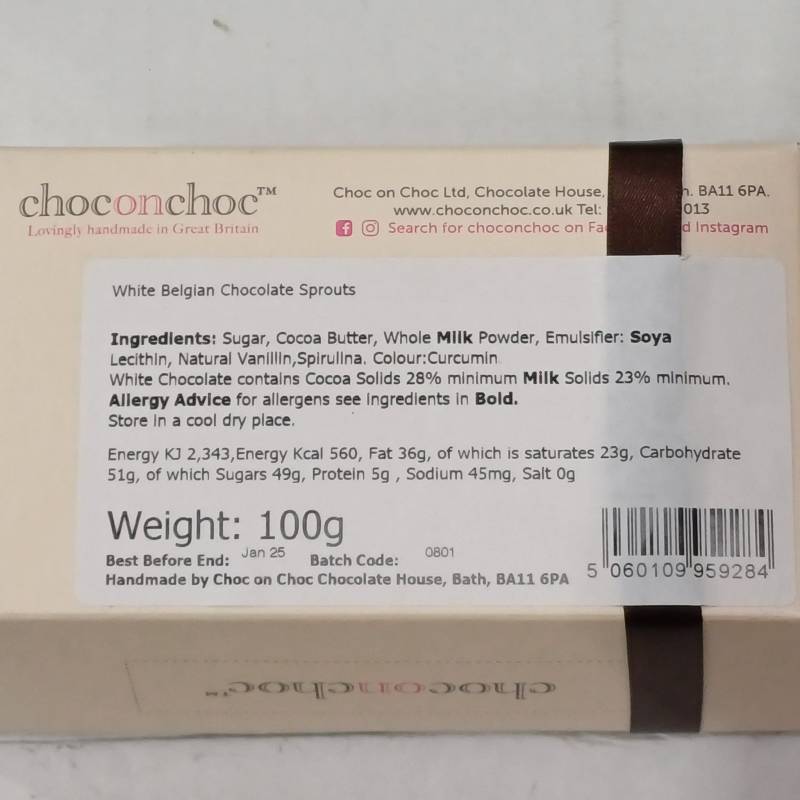 choconchoc™
Lovingly handmade in Great Britain
Choc on Choc Ltd, Chocolate House, BA11 6PA.
www.choconchoc.co.uk Tel: 013
Search for choconchoc on Instagram
White Belgian Chocolate Sprouts
Ingredients: Sugar, Cocoa Butter, Whole Milk Powder, Emulsifier: Soya
Lecithin, Natural Vanillin,Spirulina. Colour:Curcumin
White Chocolate contains Cocoa Solids 28% minimum Milk Solids 23% minimum.
Allergy Advice for allergens see ingredients in Bold.
Store in a cool dry place.
Energy KJ 2,343,Energy Kcal 560, Fat 36g, of which is saturates 23g, Carbohydrate
51g, of which Sugars 49g, Protein 5g , Sodium 45mg, Salt 0g
Weight: 100g
Best Before End: Jan 25 Batch Code: 0801
Handmade by Choc on Choc Chocolate House, Bath, BA11 6PA
5 060109 959284
choconchoc™